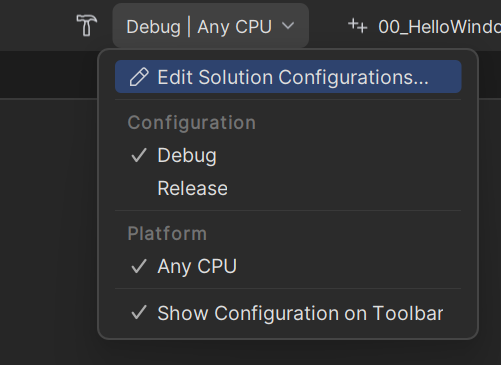 Debug | Any CPU
00_HelloWindo
Edit Solution Configurations...
Configuration
Debug
Release
Platform
Any CPU
Show Configuration on Toolbar